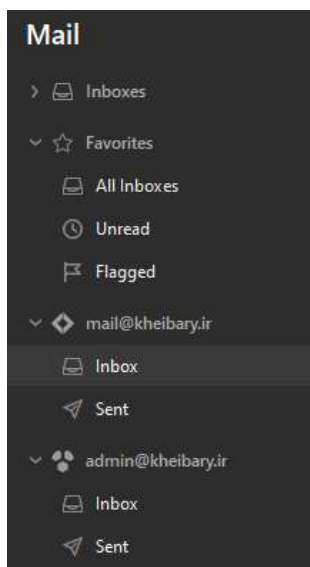 Mail
Inboxes
Favorites
All Inboxes
Unread
Flagged
mail@kheibary.ir
Inbox
Sent
admin@kheibary.ir
Inbox
Sent